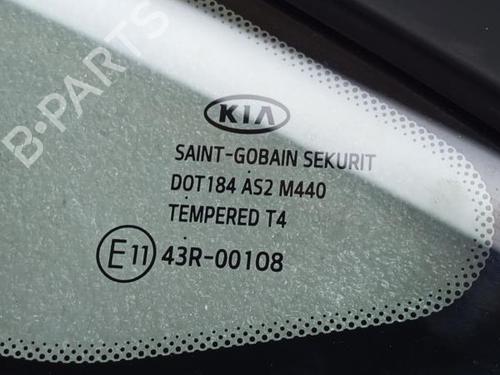 B-PARTS
KIA
SAINT-GOBAIN SEKURIT
DOT184 AS2 M440
TEMPERED T4
E11 43R-00108